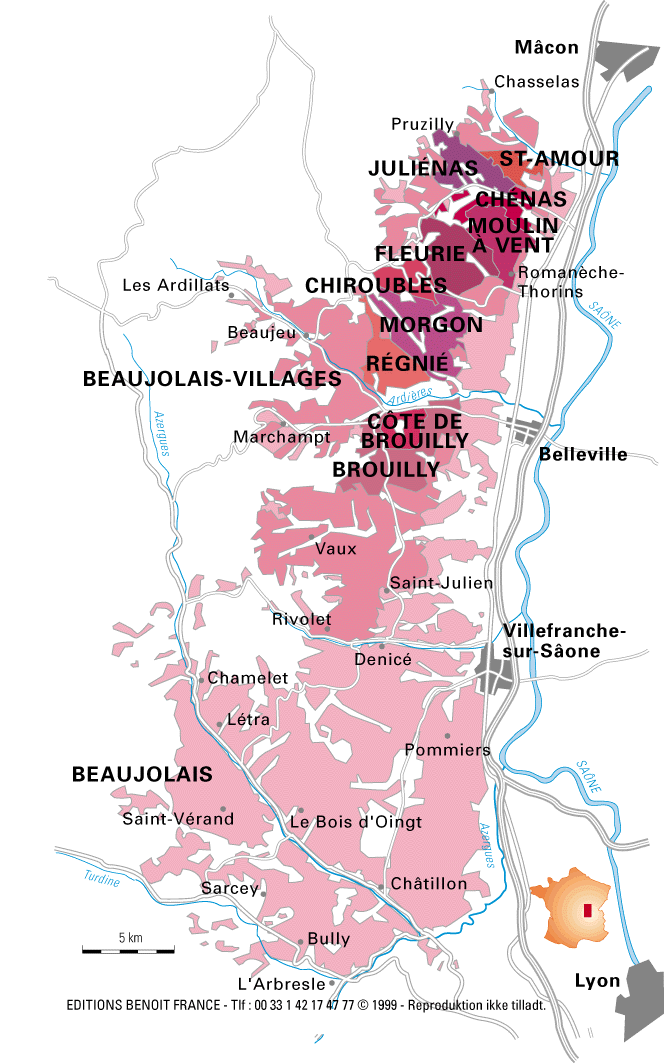 Mâcon
Chasselas
Pruzilly
ST-AMOUR
JULIÉNAS
CHÉNAS
MOULIN
À VENT
FLEURIE
Romanèche-
Thorins
CHIROUBLES
Les Ardillats
SAÔNE
MORGON
Beaujeu
RÉGNIÉ
BEAUJOLAIS-VILLAGES
Ardières
Azergues
CÔTE DE
BROUILLY
Marchampt
Belleville
BROUILLY
Vaux
Saint-Julien
Rivolet
Villefranche-
sur-Sâone
Denicé
Chamelet
Létra
Pommiers
BEAUJOLAIS
SAÔNE
Saint-Vérand
Le Bois d'Oingt
Azergues
Turdine
Sarcey
Châtillon
5 km
Bully
L'Arbresle
Lyon
EDITIONS BENOIT FRANCE - Tlf : 00 33 1 42 17 47 77 © 1999 - Reproduktion ikke tilladt.